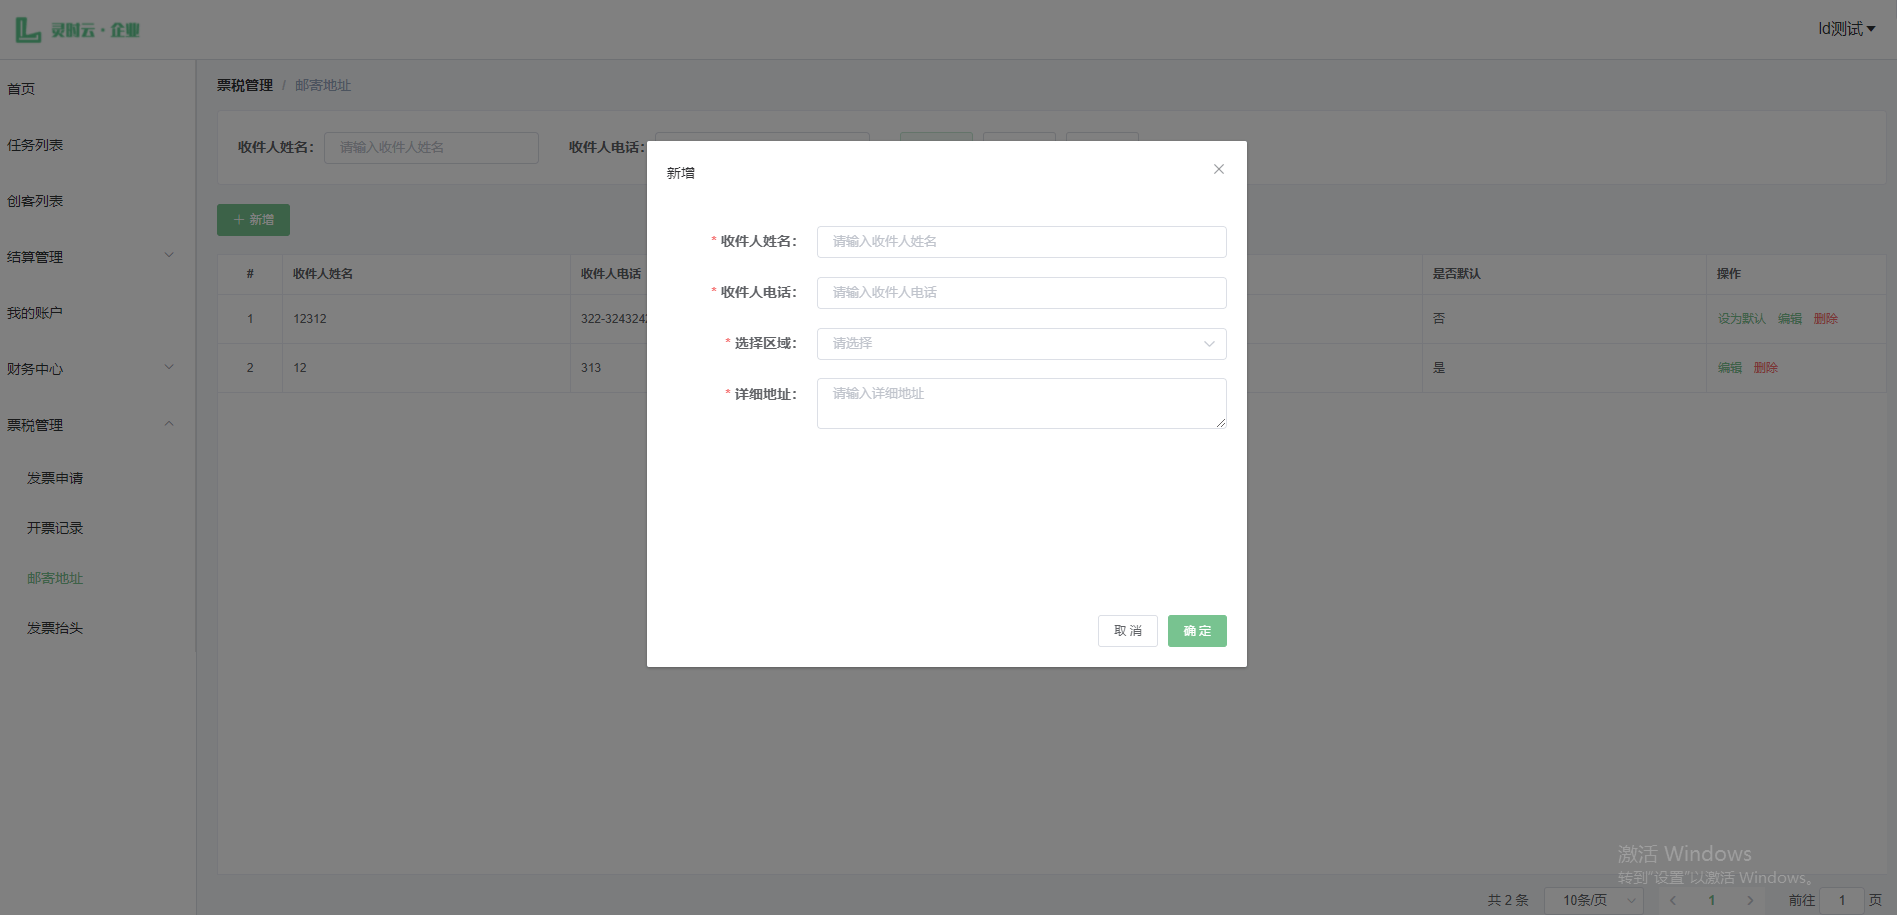 灵时云·企业
ld测试
首页
任务列表
创客列表
结算管理
我的账户
财务中心
票税管理
发票申请
开票记录
邮寄地址
发票抬头
票税管理 / 邮寄地址
收件人姓名： 请输入收件人姓名 收件人电话：
+ 新增
# 收件人姓名 收件人电话 是否默认 操作
1 12312 322-324324 否 设为默认 编辑 删除
2 12 313 是 编辑 删除
新增
* 收件人姓名： 请输入收件人姓名
* 收件人电话： 请输入收件人电话
* 选择区域： 请选择
* 详细地址： 请输入详细地址
取消 确定
激活 Windows
转到“设置”以激活 Windows。
共 2 条 10条/页 1 前往 1 页